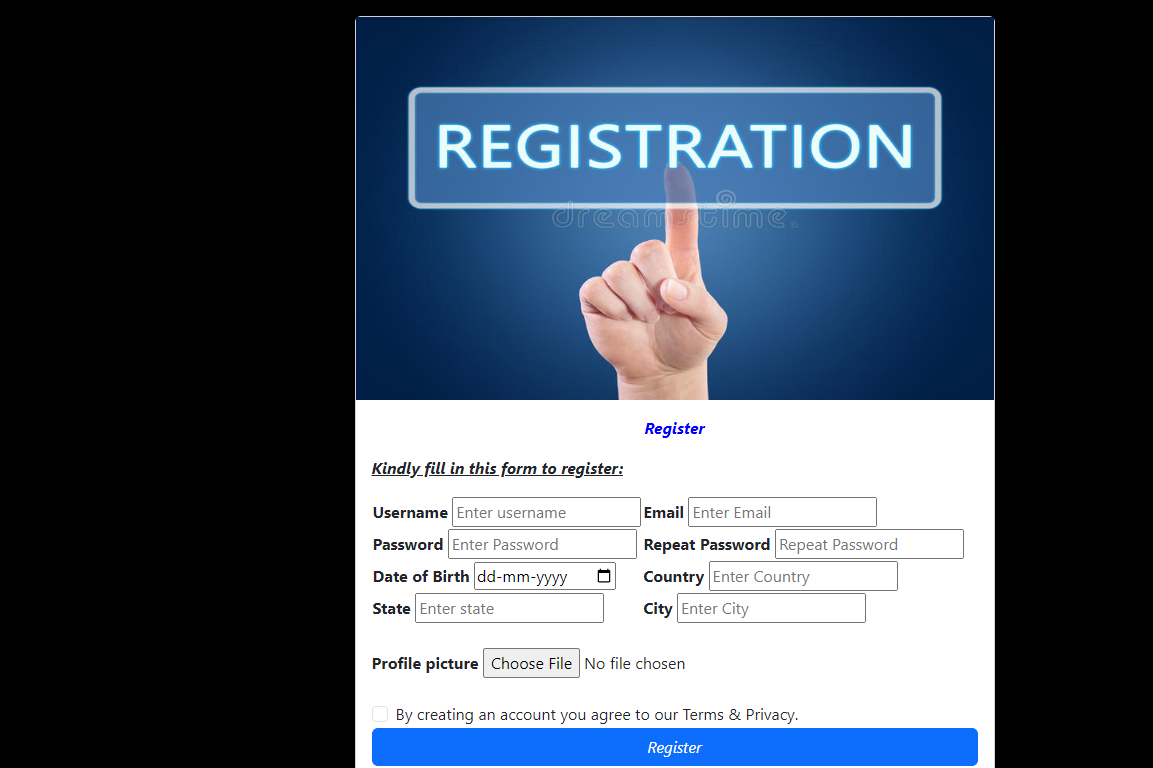 REGISTRATION
dreamstime.
Register
Kindly fill in this form to register:
Username Enter username Email Enter Email
Password Enter Password Repeat Password Repeat Password
Date of Birth dd-mm-yyyy Country Enter Country
State Enter state City Enter City
Profile picture Choose File No file chosen
By creating an account you agree to our Terms & Privacy.
Register